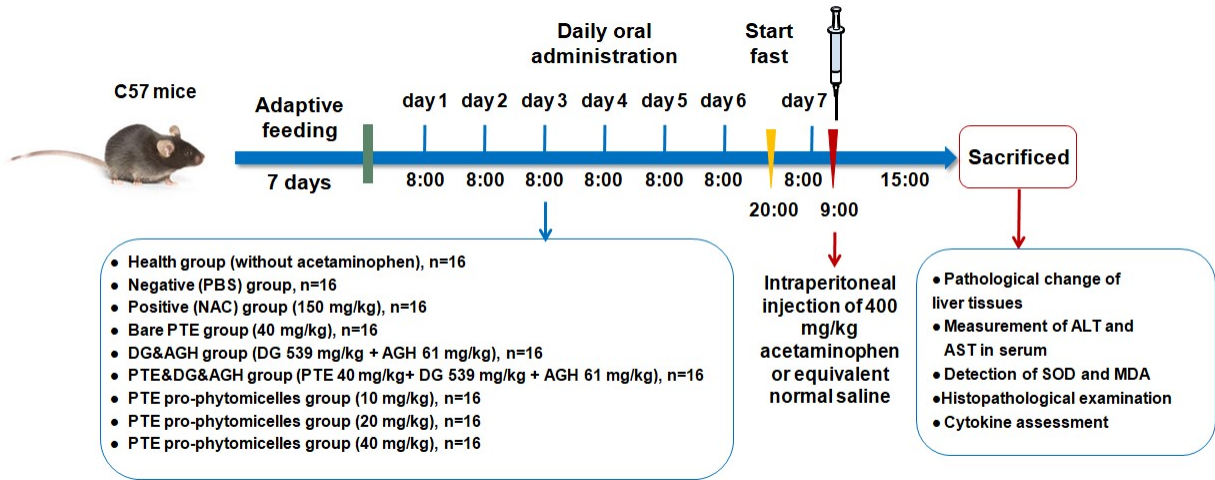 Daily oral
administration
Start
fast
C57 mice
Adaptive
feeding
day 1 day 2 day 3 day 4 day 5 day 6 day 7
7 days
8:00 8:00 8:00 8:00 8:00 8:00 8:00 15:00
20:00 9:00
Sacrificed
● Health group (without acetaminophen), n=16
● Negative (PBS) group, n=16
● Positive (NAC) group (150 mg/kg), n=16
● Bare PTE group (40 mg/kg), n=16
● DG&AGH group (DG 539 mg/kg + AGH 61 mg/kg), n=16
● PTE&DG&AGH group (PTE 40 mg/kg+ DG 539 mg/kg + AGH 61 mg/kg), n=16
● PTE pro-phytomicelles group (10 mg/kg), n=16
● PTE pro-phytomicelles group (20 mg/kg), n=16
● PTE pro-phytomicelles group (40 mg/kg), n=16
Intraperitoneal
injection of 400
mg/kg
acetaminophen
or equivalent
normal saline
● Pathological change of
liver tissues
● Measurement of ALT and
AST in serum
● Detection of SOD and MDA
●Histopathological examination
● Cytokine assessment